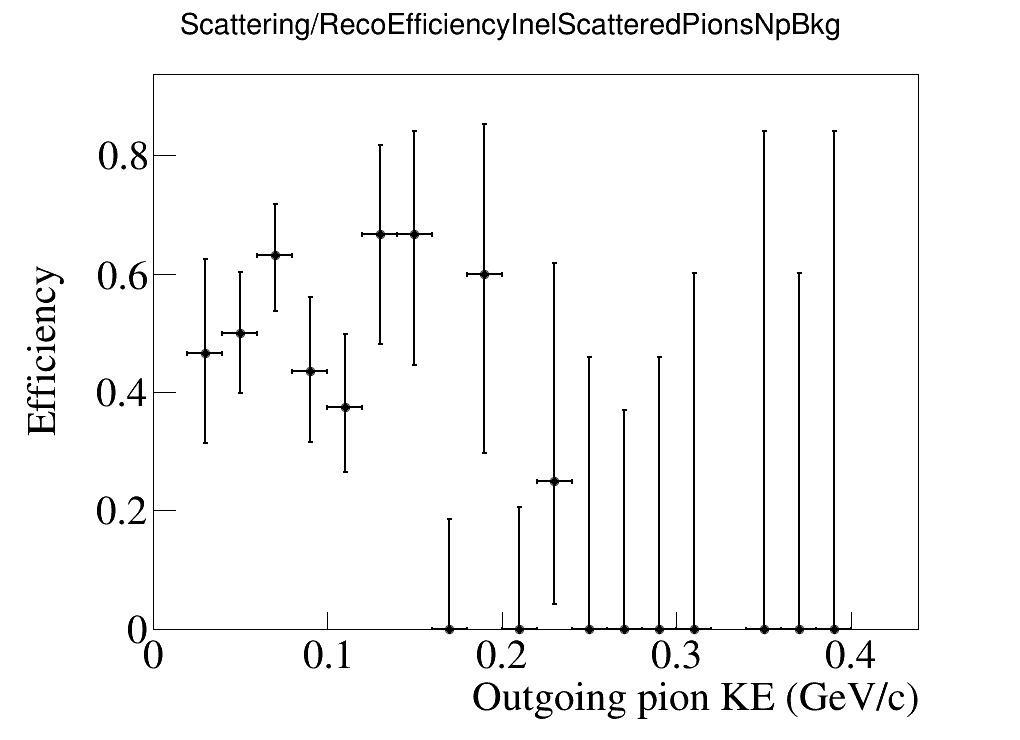 Scattering/RecoEfficiencyInelScatteredPionsNpBkg
Efficiency
0.8
0.6
0.4
0.2
0
0 0.1 0.2 0.3 0.4
Outgoing pion KE (GeV/c)